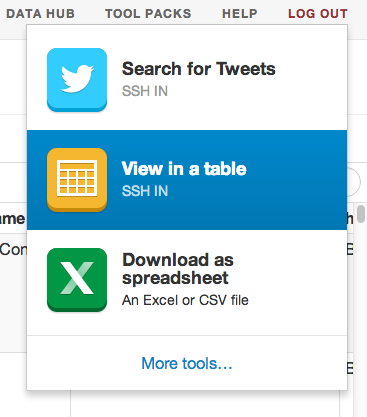 DATA HUB TOOL PACKS HELP LOG OUT
Search for Tweets
SSH IN
View in a table
SSH IN
ame
h
Con
B
Download as
spreadsheet
An Excel or CSV file
More tools…
B